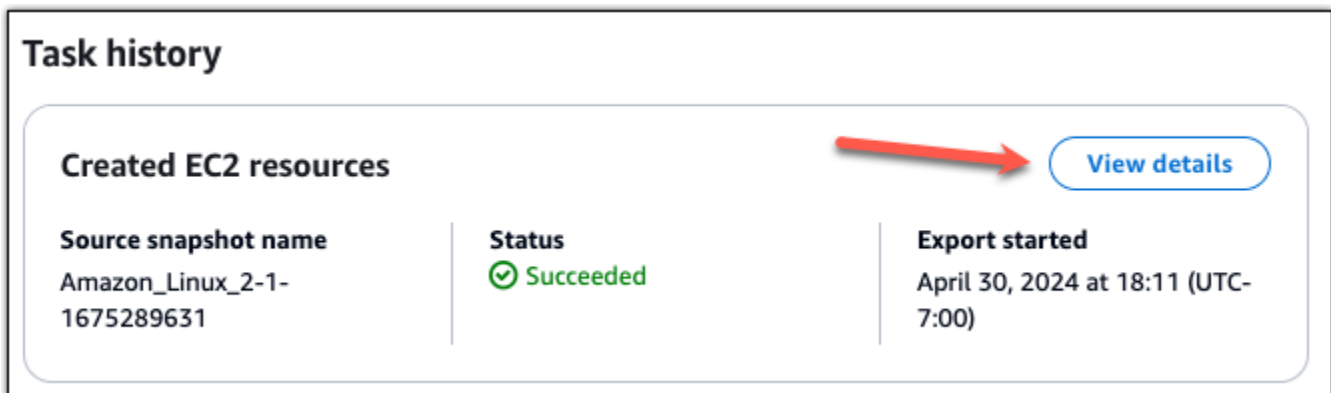 Task history
Created EC2 resources
View details
Source snapshot name
Amazon_Linux_2-1-
1675289631
Status
Succeeded
Export started
April 30, 2024 at 18:11 (UTC-
7:00)